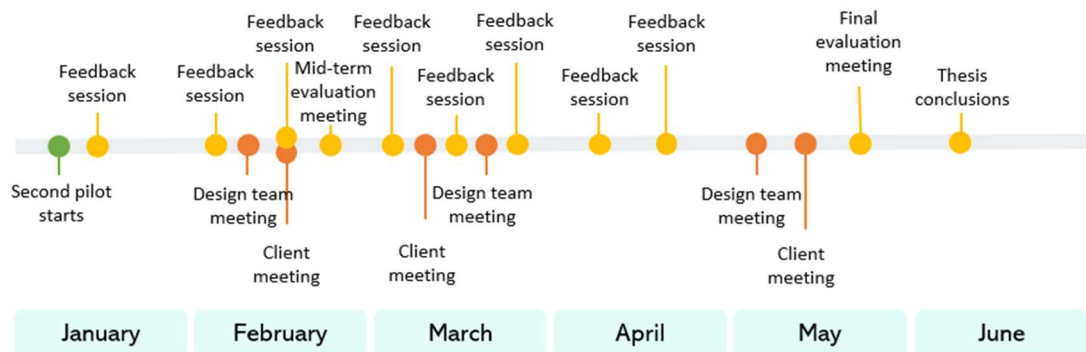 Feedback
session
Feedback
session
Feedback
session
Feedback
session
Final
evaluation
meeting
Feedback
session
Feedback
session
Mid-term
evaluation
meeting
Feedback
session
Feedback
session
Thesis
conclusions
Second pilot
starts
Design team
meeting
Design team
meeting
Design team
meeting
Client
meeting
Client
meeting
Client
meeting
January
February
March
April
May
June